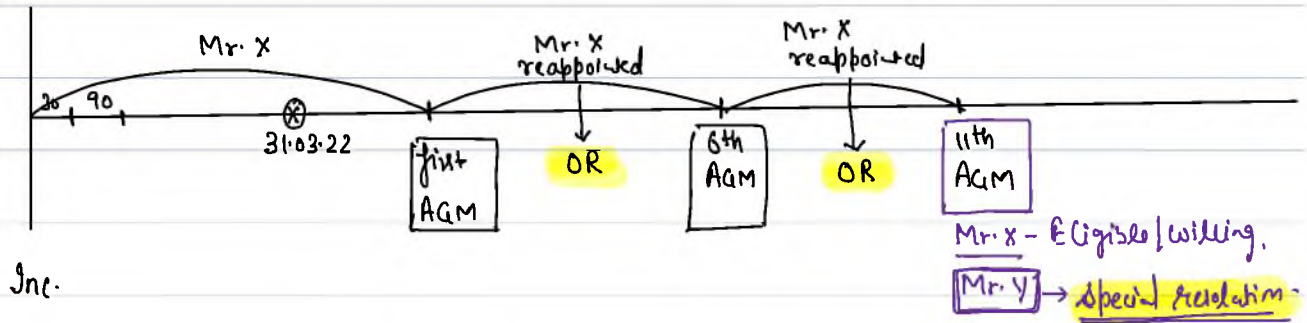 Mr. X
Mr. X
reappointed
Mr. X
reappointed
30
90
31.03.22
first
AGM
OR
6th
AGM
OR
11th
AGM
Mr. X - Eligible/willing.
Mr. Y → special resolution.
Inc.